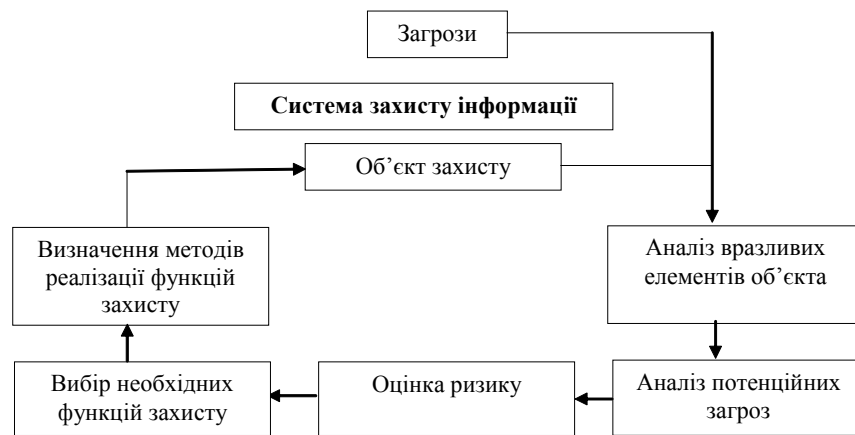 Загрози
Система захисту інформації
Об’єкт захисту
Визначення методів
реалізації функцій
захисту
Аналіз вразливих
елементів об’єкта
Вибір необхідних
функцій захисту
Оцінка ризику
Аналіз потенційних
загроз